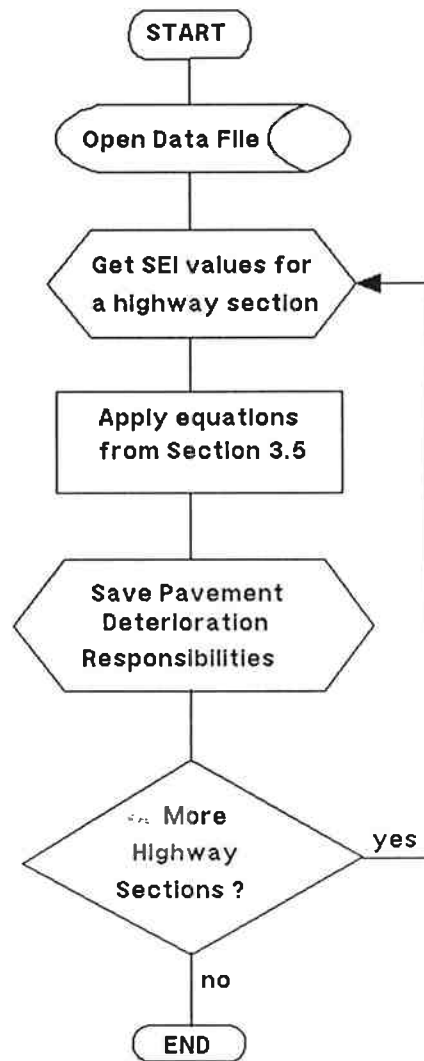 START
Open Data File
Get SEI values for
a highway section
Apply equations
from Section 3.5
Save Pavement
Deterioration
Responsibilities
More
Highway
Sections ?
yes
no
END